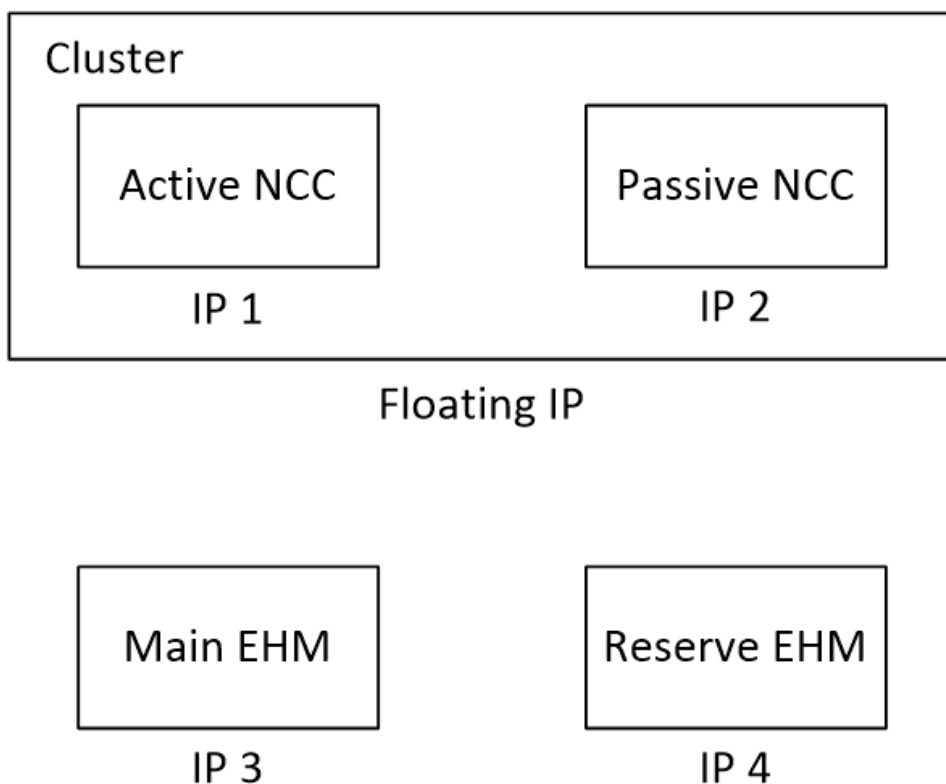 Cluster
Active NCC
Passive NCC
IP 1
IP 2
Floating IP
Main EHM
Reserve EHM
IP 3
IP 4